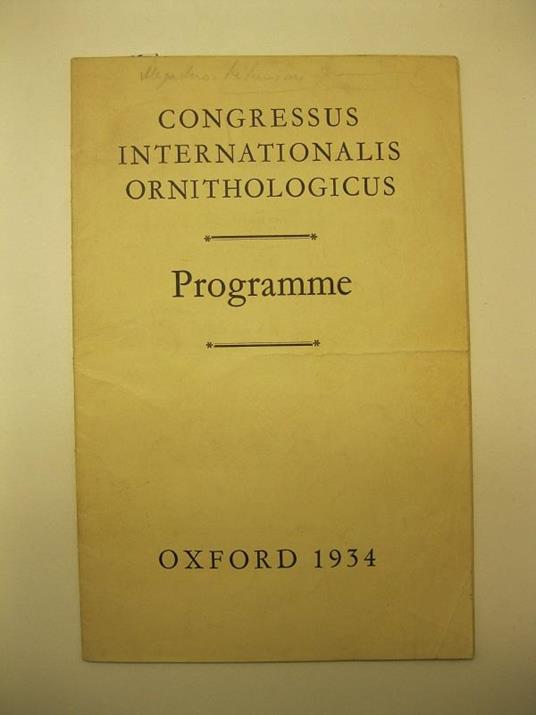 CONGRESSUS
INTERNATIONALIS
ORNITHOLOGICUS
Programme
OXFORD 1934